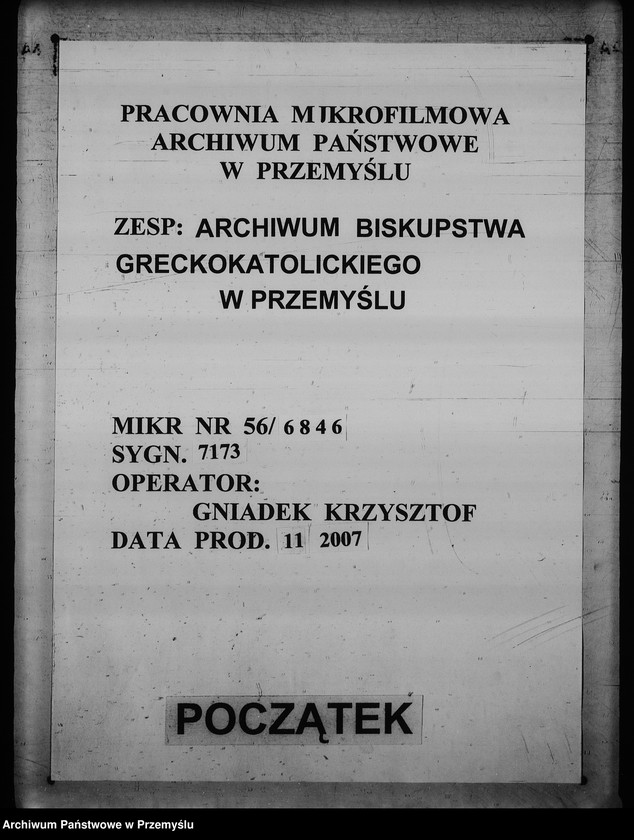 PRACOWNIA MIKROFILMOWA
ARCHIWUM PAŃSTWOWE
W PRZEMYŚLU
ZESP: ARCHIWUM BISKUPSTWA
GRECKOKATOLICKIEGO
W PRZEMYŚLU
MIKR NR 56/6846
SYGN. 7173
OPERATOR:
GNIADEK KRZYSZTOF
DATA PROD. 11 2007
POCZĄTEK
Archiwum Państwowe w Przemyślu